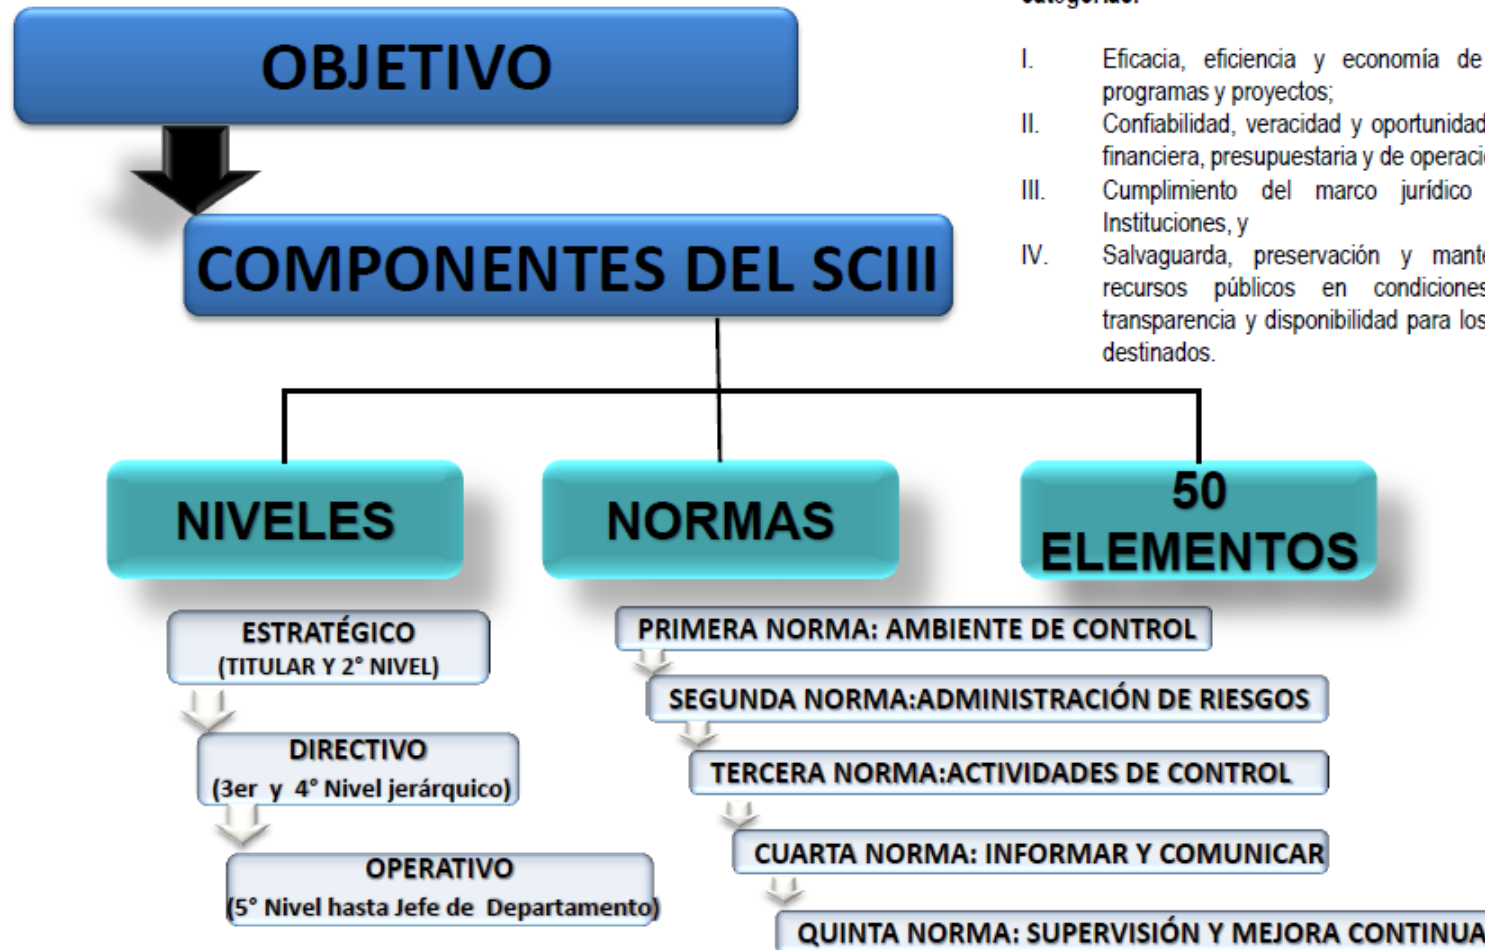 OBJETIVO
I. Eficacia, eficiencia y economía de
programas y proyectos;
II. Confiabilidad, veracidad y oportunidad
financiera, presupuestaria y de
III. Cumplimiento del marco jurídico
Instituciones, y
IV. Salvaguarda, preservación y
recursos públicos en condiciones
transparencia y disponibilidad para los
destinados.
COMPONENTES DEL SCIII
NIVELES
NORMAS
50
ELEMENTOS
ESTRATÉGICO
(TITULAR Y 2° NIVEL)
DIRECTIVO
(3er y 4° Nivel jerárquico)
OPERATIVO
(5° Nivel hasta Jefe de Departamento)
PRIMERA NORMA: AMBIENTE DE CONTROL
SEGUNDA NORMA:ADMINISTRACIÓN DE RIESGOS
TERCERA NORMA:ACTIVIDADES DE CONTROL
CUARTA NORMA: INFORMAR Y COMUNICAR
QUINTA NORMA: SUPERVISIÓN Y MEJORA CONTINUA